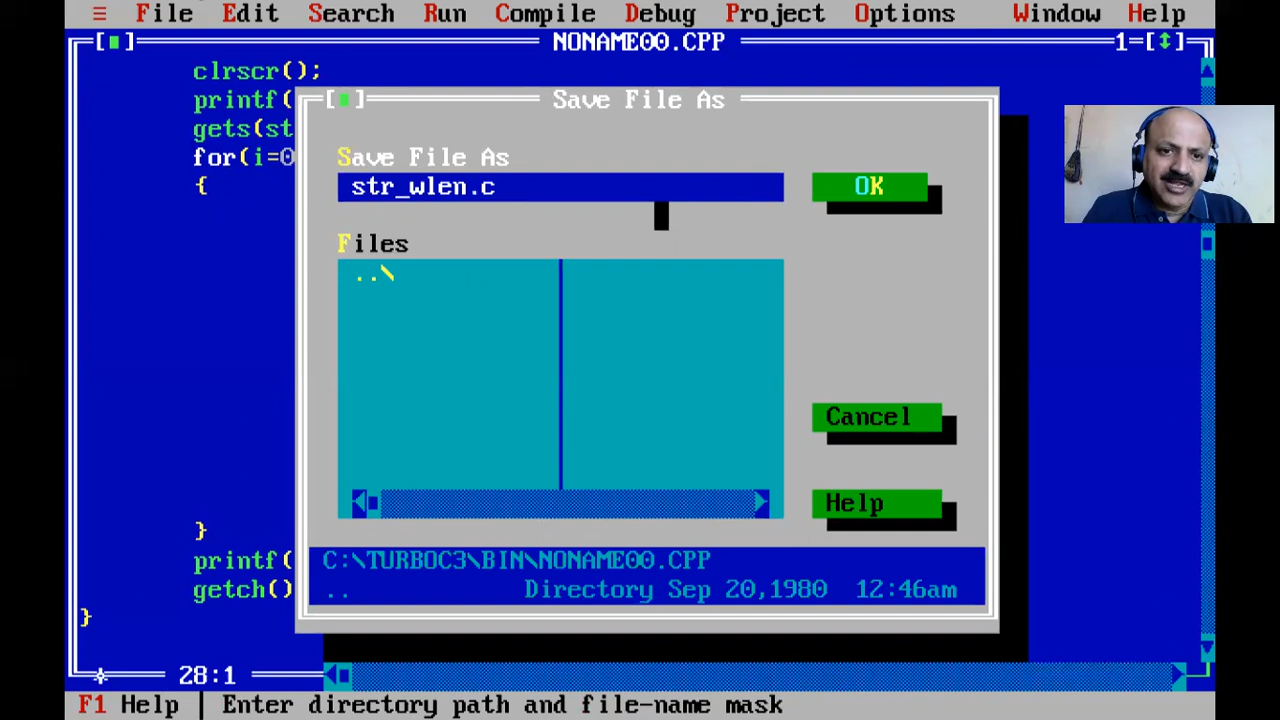 ≡ File Edit Search Run Compile Debug Project Options Window Help
[■] NONAME00.CPP 1=[↕]
clrscr();
printf(
gets(st
for(i=0
{
}
printf(
getch()
}
[■] Save File As
Save File As
str_wlen.c
OK
Files
..\
Cancel
Help
C:\TURBOC3\BIN\NONAME00.CPP
.. Directory Sep 20,1980 12:46am
28:1
F1 Help | Enter directory path and file-name mask